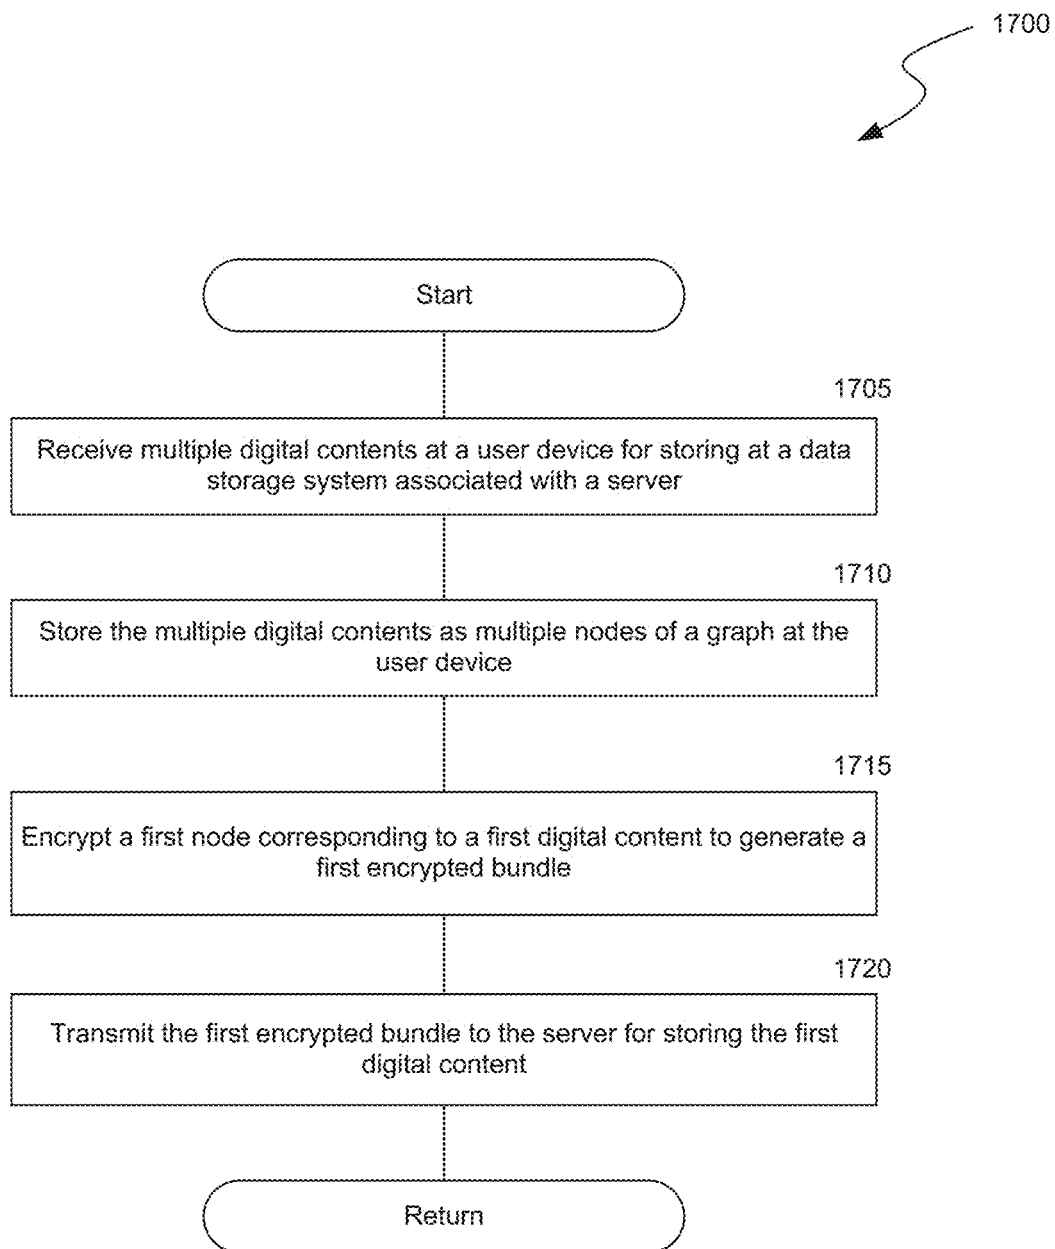 1700
Start
1705
Receive multiple digital contents at a user device for storing at a data
storage system associated with a server
1710
Store the multiple digital contents as multiple nodes of a graph at the
user device
1715
Encrypt a first node corresponding to a first digital content to generate a
first encrypted bundle
1720
Transmit the first encrypted bundle to the server for storing the first
digital content
Return